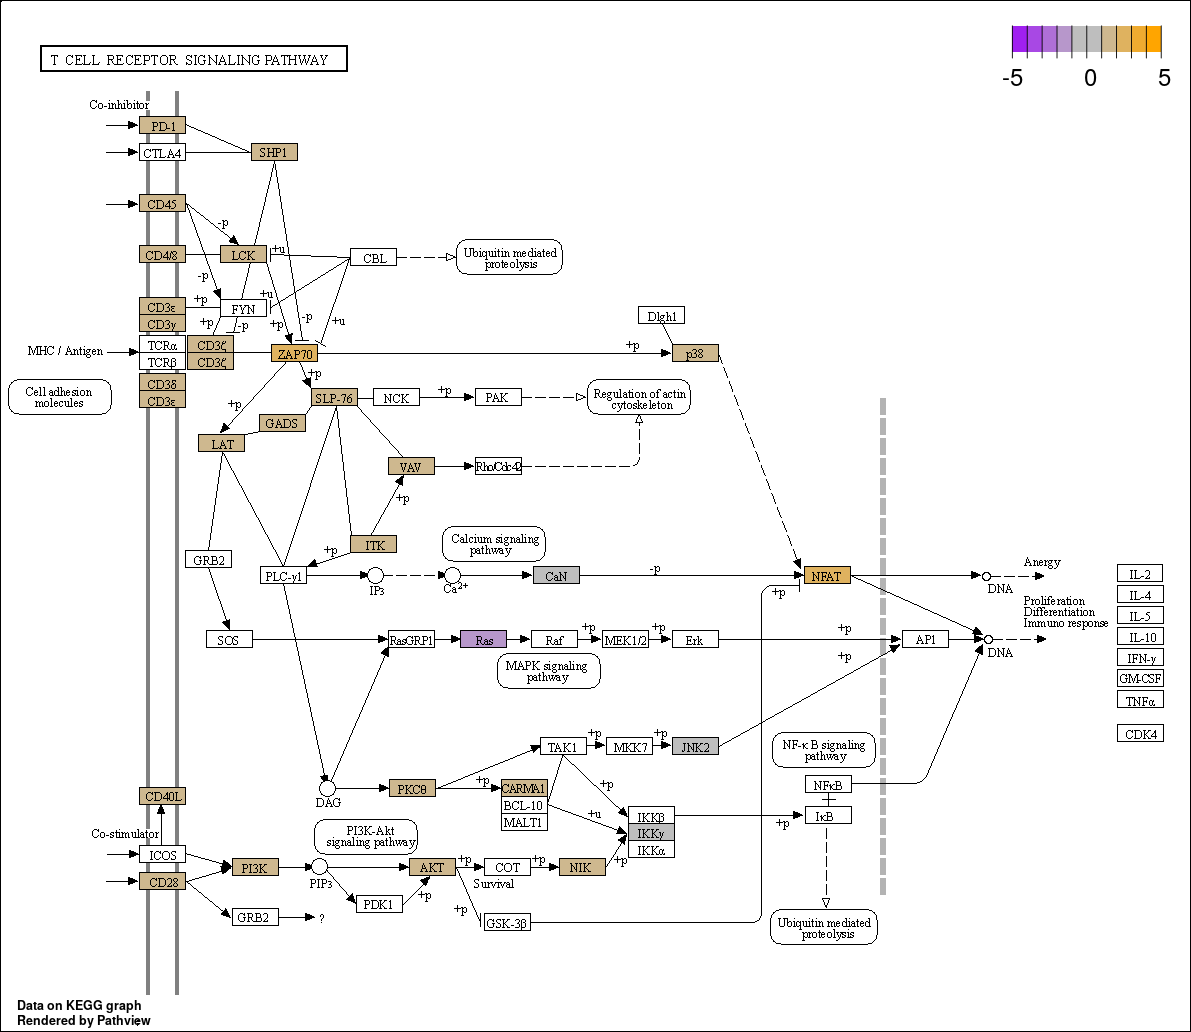 T CELL RECEPTOR SIGNALING PATHWAY
-5 0 5
Co-inhibitor
PD-1
CTLA4
SHP1
CD45
-p
CD4/8
LCK
+u
CBL
Ubiquitin mediated
proteolysis
-p
CD3ε
+p
FYN
+u
CD3γ
+p
-p
+p
-p
+u
Dlgh1
MHC / Antigen
TCRα
CD3ζ
TCRβ
CD3ζ
ZAP70
+p
p38
CD3δ
CD3ε
Cell adhesion
molecules
+p
+p
SLP-76
NCK
+p
PAK
Regulation of actin
cytoskeleton
GADS
LAT
VAV
Rho/Cdc42
+p
ITK
+p
GRB2
PLC-γ1
IP3
Calcium signaling
pathway
Ca2+
CaN
-p
NFAT
+p
DNA
Anergy
Proliferation
Differentiation
Immuno response
SOS
RasGRP1
Ras
Raf
+p
MEK1/2
+p
Erk
+p
+p
AP1
DNA
MAPK signaling
pathway
IL-2
IL-4
IL-5
IL-10
IFN-γ
GM-CSF
TNFα
CDK4
TAK1
+p
MKK7
+p
JNK2
NF-κB signaling
pathway
DAG
PKCθ
+p
CARMA1
BCL-10
MALT1
+p
+u
IKKβ
IKKγ
IKKα
+p
NFκB
IκB
CD40L
Co-stimulator
ICOS
CD28
PI3K
PIP3
PI3K-Akt
signaling pathway
AKT
+p
COT
+p
NIK
+p
Survival
PDK1
+p
+p
GSK-3β
GRB2
?
Ubiquitin mediated
proteolysis
Data on KEGG graph
Rendered by Pathview